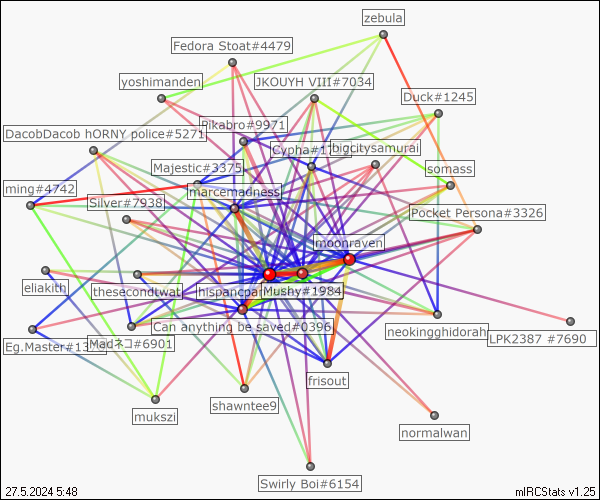 zebula
Fedora Stoat#4479
yoshimanden
JKOUYH VIII#7034
Duck#1245
Pikabro#9971
DacobDacob hORNY police#5271
Cypha#1
bigcitysamurai
Majestic#3375
somass
ming#4742
marcemadness
Silver#7938
Pocket Persona#3326
moonraven
eliakith
thesecondtwat
hispancpa
Mushy#1984
Can anything be saved#0396
neokingghidorah
LPK2387 #7690
Eg.Master#13
Madネコ#6901
frisout
mukszi
shawntee9
normalwan
Swirly Boi#6154
27.5.2024 5:48
mIRCStats v1.25